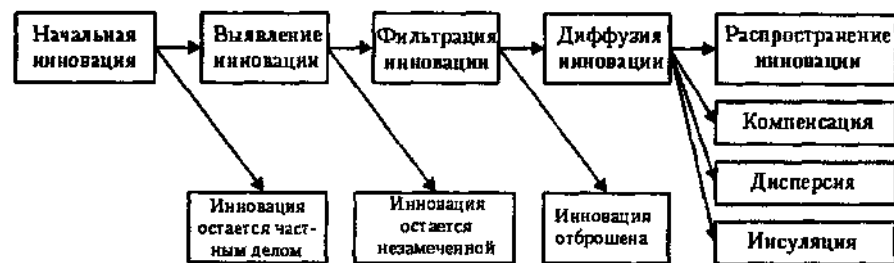 Начальная
инновация
Выявление
инновации
Фильтрация
инновации
Диффузия
инновации
Распространение
инновации
Компенсация
Дисперсия
Инсуляция
Инновация
остается част-
ным делом
Инновация
остается
незамеченной
Инновация
отброшена